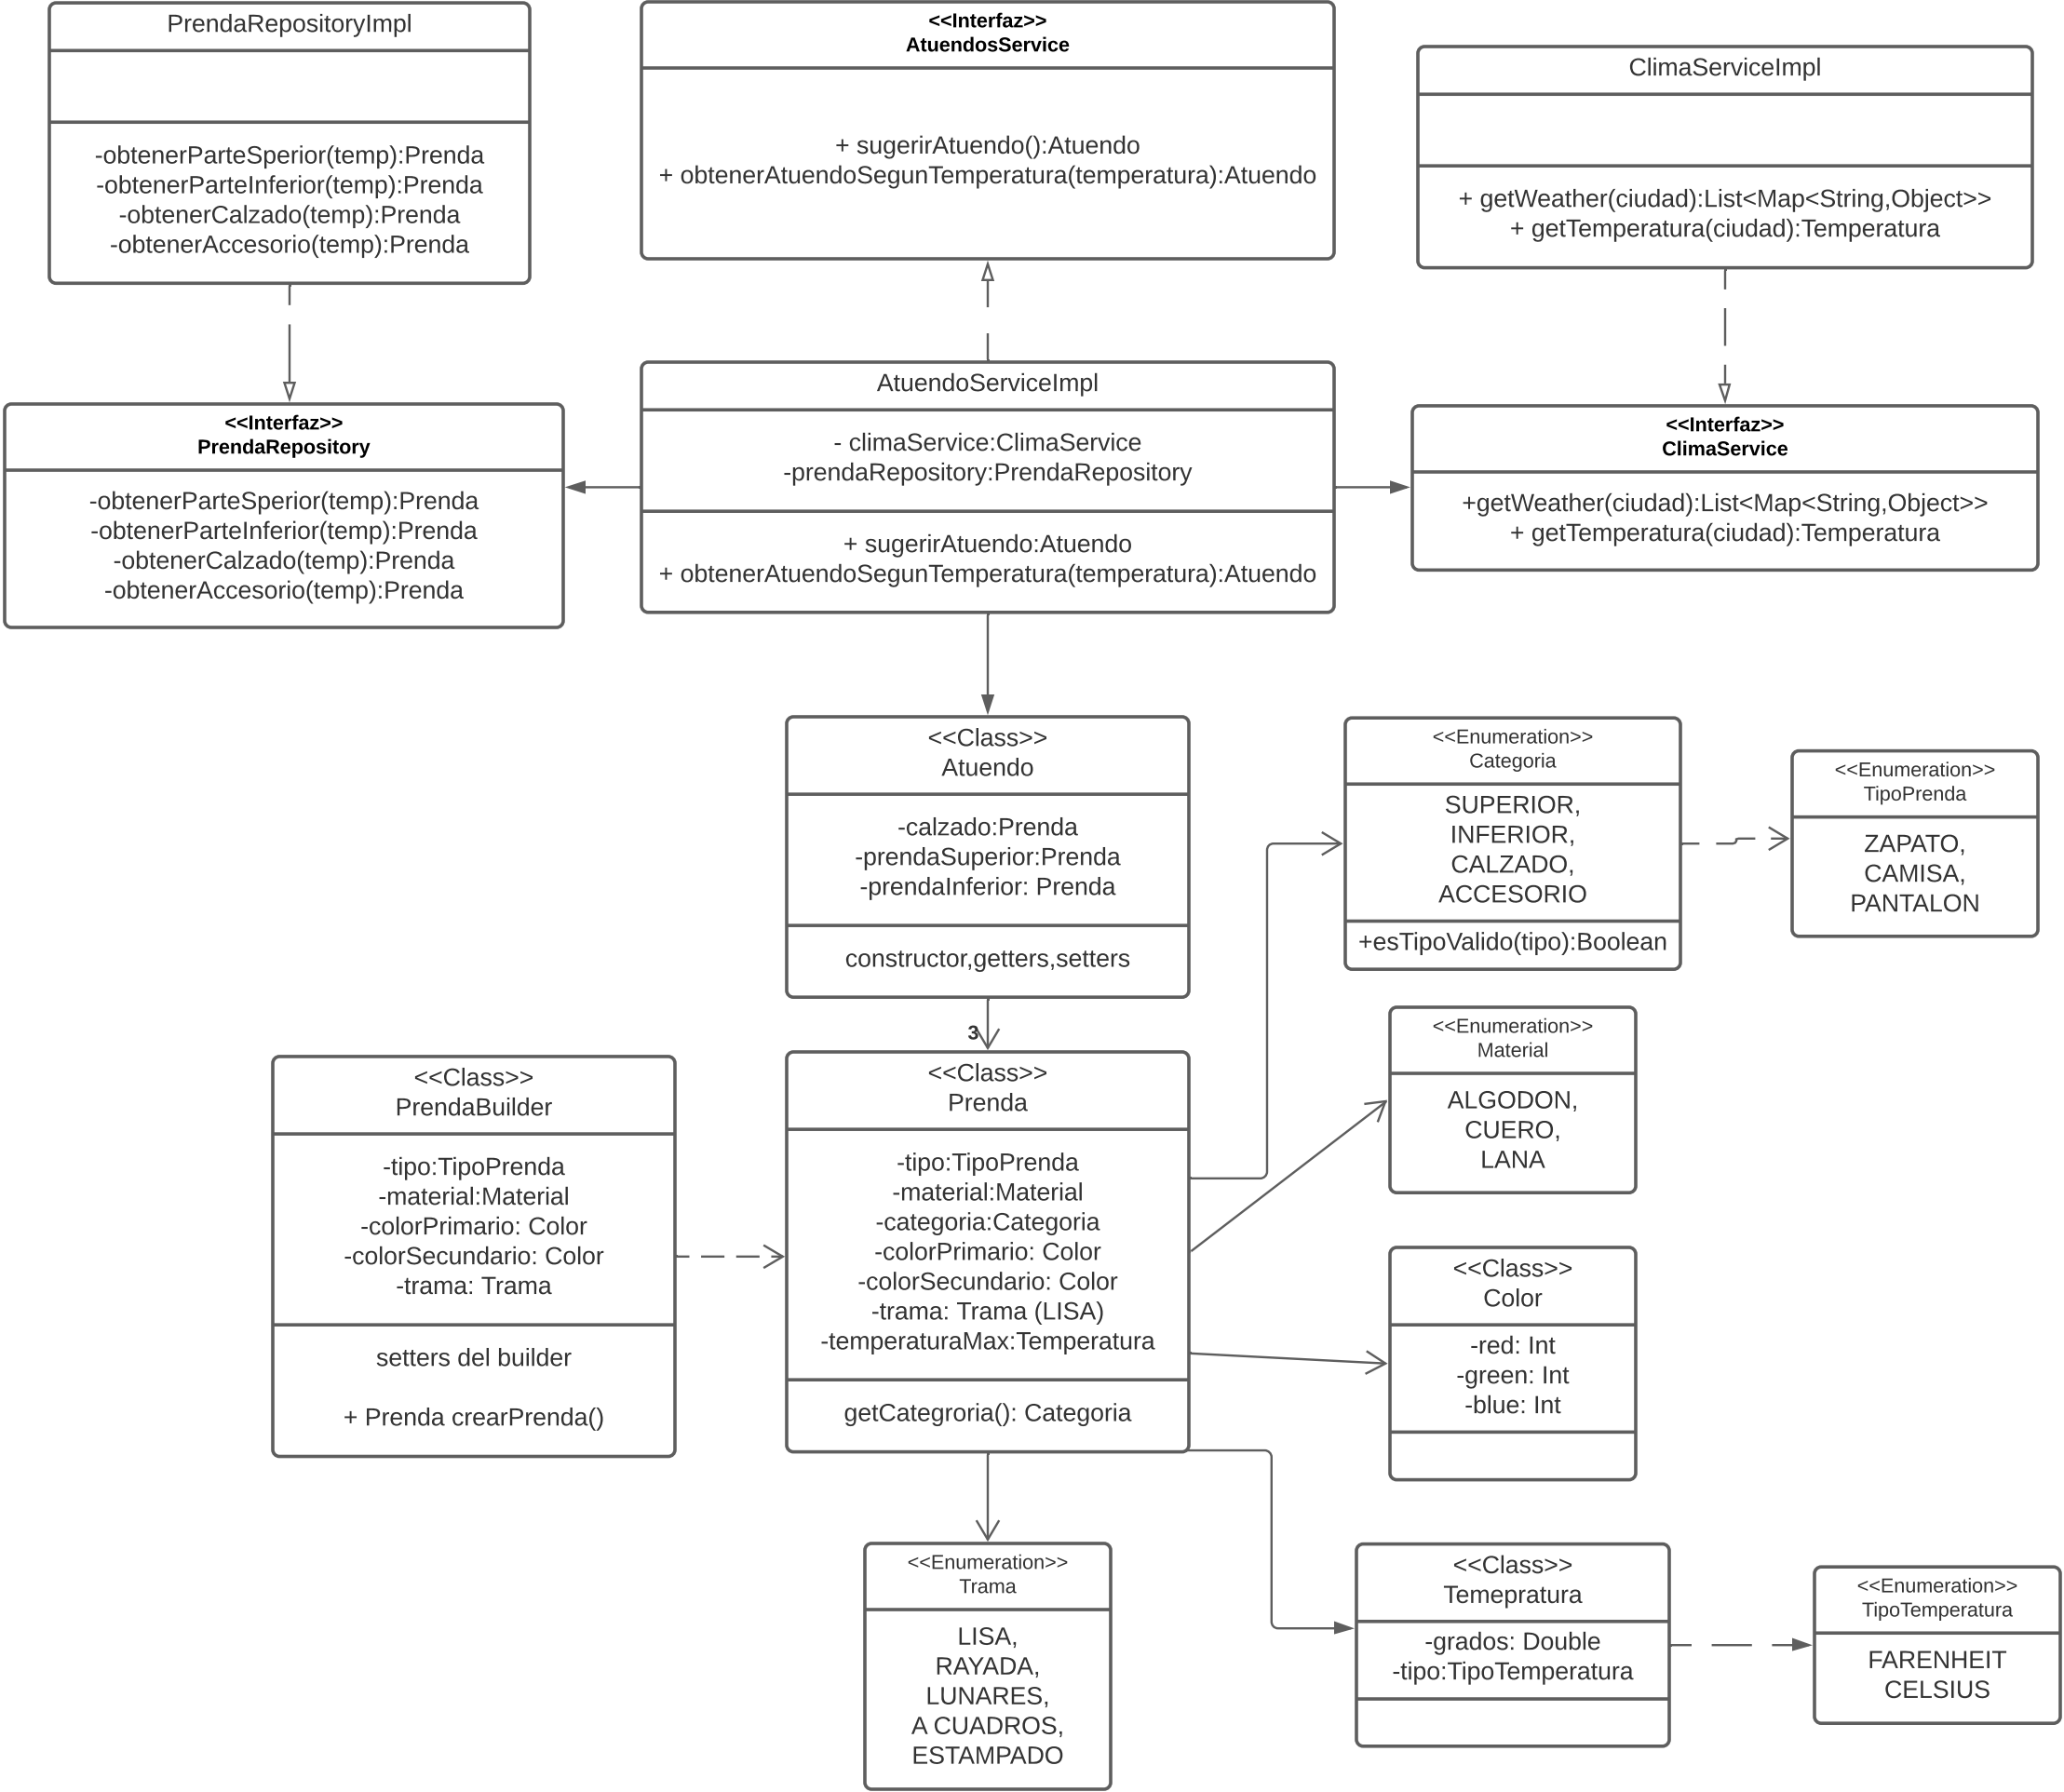 PrendaRepositoryImpl
-obtenerParteSperior(temp):Prenda
-obtenerParteInferior(temp):Prenda
-obtenerCalzado(temp):Prenda
-obtenerAccesorio(temp):Prenda
<<Interfaz>>
AtuendosService
+ sugerirAtuendo():Atuendo
+ obtenerAtuendoSegunTemperatura(temperatura):Atuendo
ClimaServiceImpl
+ getWeather(ciudad):List<Map<String,Object>>
+ getTemperatura(ciudad):Temperatura
<<Interfaz>>
PrendaRepository
-obtenerParteSperior(temp):Prenda
-obtenerParteInferior(temp):Prenda
-obtenerCalzado(temp):Prenda
-obtenerAccesorio(temp):Prenda
AtuendoServiceImpl
- climaService:ClimaService
-prendaRepository:PrendaRepository
+ sugerirAtuendo:Atuendo
+ obtenerAtuendoSegunTemperatura(temperatura):Atuendo
<<Interfaz>>
ClimaService
+getWeather(ciudad):List<Map<String,Object>>
+ getTemperatura(ciudad):Temperatura
<<Class>>
Atuendo
-calzado:Prenda
-prendaSuperior:Prenda
-prendaInferior: Prenda
constructor,getters,setters
<<Enumeration>>
Categoria
SUPERIOR,
INFERIOR,
CALZADO,
ACCESORIO
+esTipoValido(tipo):Boolean
<<Enumeration>>
TipoPrenda
ZAPATO,
CAMISA,
PANTALON
3
<<Enumeration>>
Material
ALGODON,
CUERO,
LANA
<<Class>>
PrendaBuilder
-tipo:TipoPrenda
-material:Material
-colorPrimario: Color
-colorSecundario: Color
-trama: Trama
setters del builder
+ Prenda crearPrenda()
<<Class>>
Prenda
-tipo:TipoPrenda
-material:Material
-categoria:Categoria
-colorPrimario: Color
-colorSecundario: Color
-trama: Trama (LISA)
-temperaturaMax:Temperatura
getCategroria(): Categoria
<<Class>>
Color
-red: Int
-green: Int
-blue: Int
<<Enumeration>>
Trama
LISA,
RAYADA,
LUNARES,
A CUADROS,
ESTAMPADO
<<Class>>
Temepratura
-grados: Double
-tipo:TipoTemperatura
<<Enumeration>>
TipoTemperatura
FARENHEIT
CELSIUS